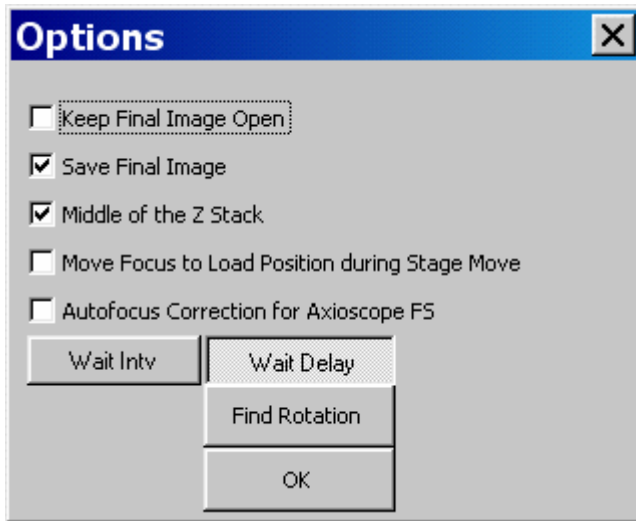 Options
Keep Final Image Open
Save Final Image
Middle of the Z Stack
Move Focus to Load Position during Stage Move
Autofocus Correction for Axioscope FS
Wait Intv Wait Delay
Find Rotation
OK